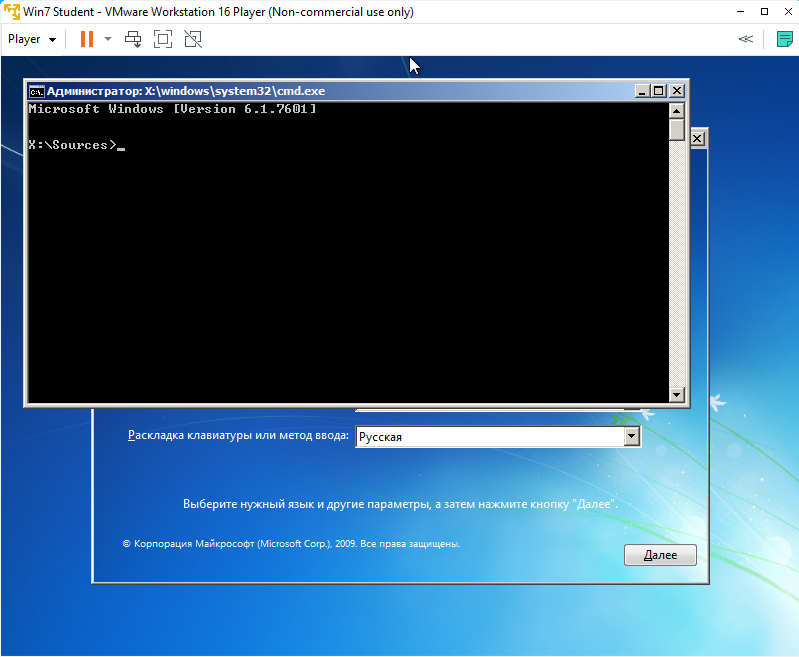 Win7 Student - VMware Workstation 16 Player (Non-commercial use only)
Player
Администратор: X:\windows\system32\cmd.exe
Microsoft Windows [Version 6.1.7601]
X:\Sources>_
Раскладка клавиатуры или метод ввода:
Русская
Выберите нужный язык и другие параметры, а затем нажмите кнопку "Далее".
© Корпорация Майкрософт (Microsoft Corp.), 2009. Все права защищены.
Далее